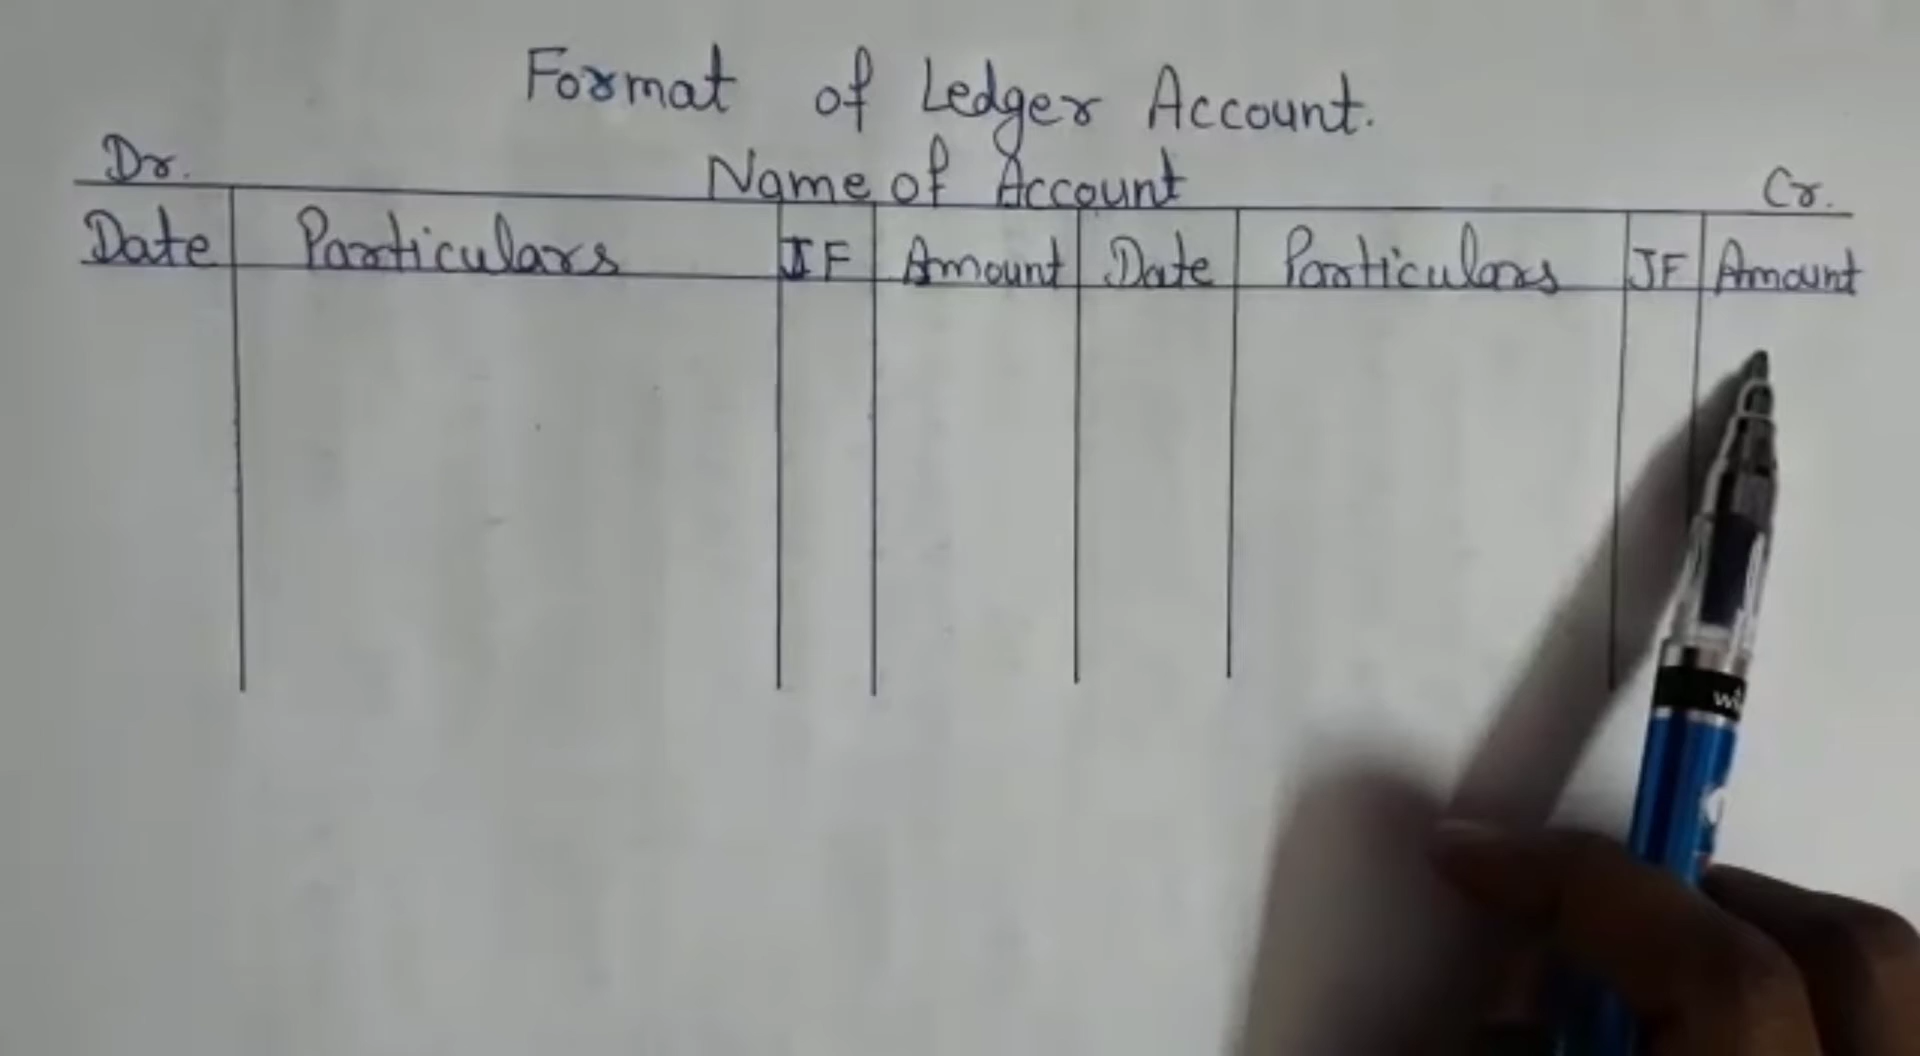 Format of Ledger Account.
Dr. Name of Account Cr.
Date Particulars JF Amount Date Particulars JF Amount